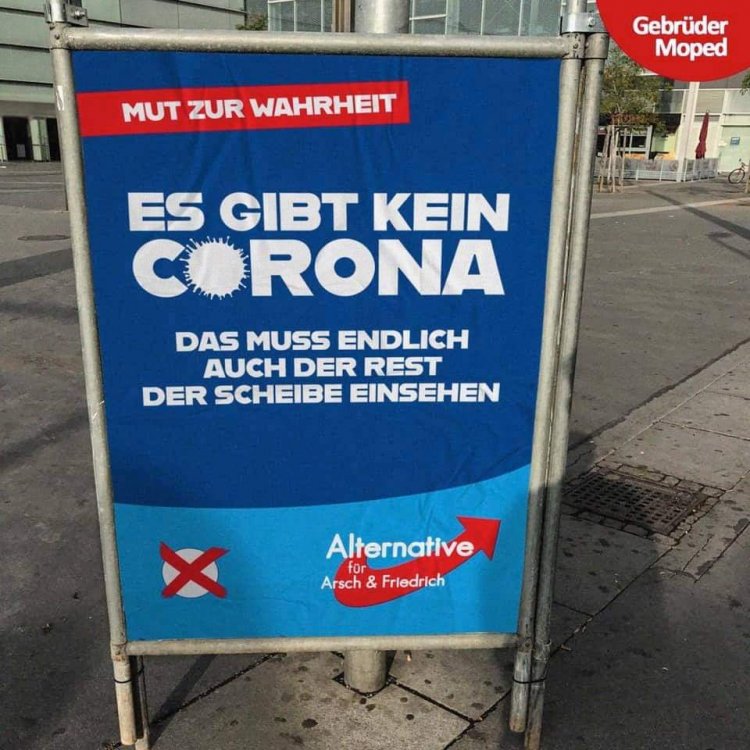 Gebrüder
Moped
MUT ZUR WAHRHEIT
ES GIBT KEIN
CORONA
DAS MUSS ENDLICH
AUCH DER REST
DER SCHEIBE EINSEHEN
Alternative
für
Arsch & Friedrich